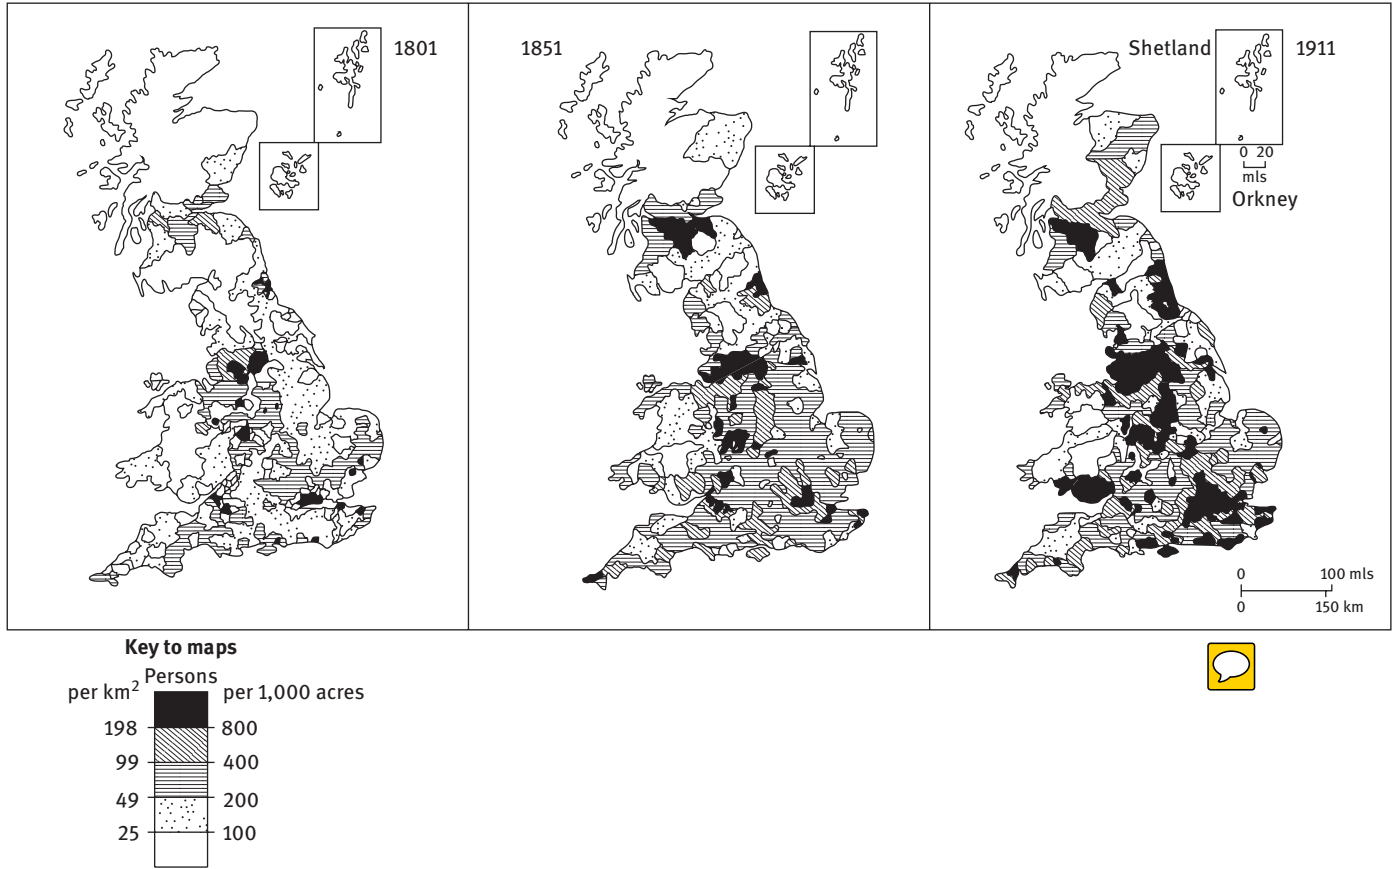 1801
1851
Shetland
1911
0 20
mls
Orkney
0 100 mls
0 150 km
Key to maps
Persons
per km2 per 1,000 acres
198 800
99 400
49 200
25 100